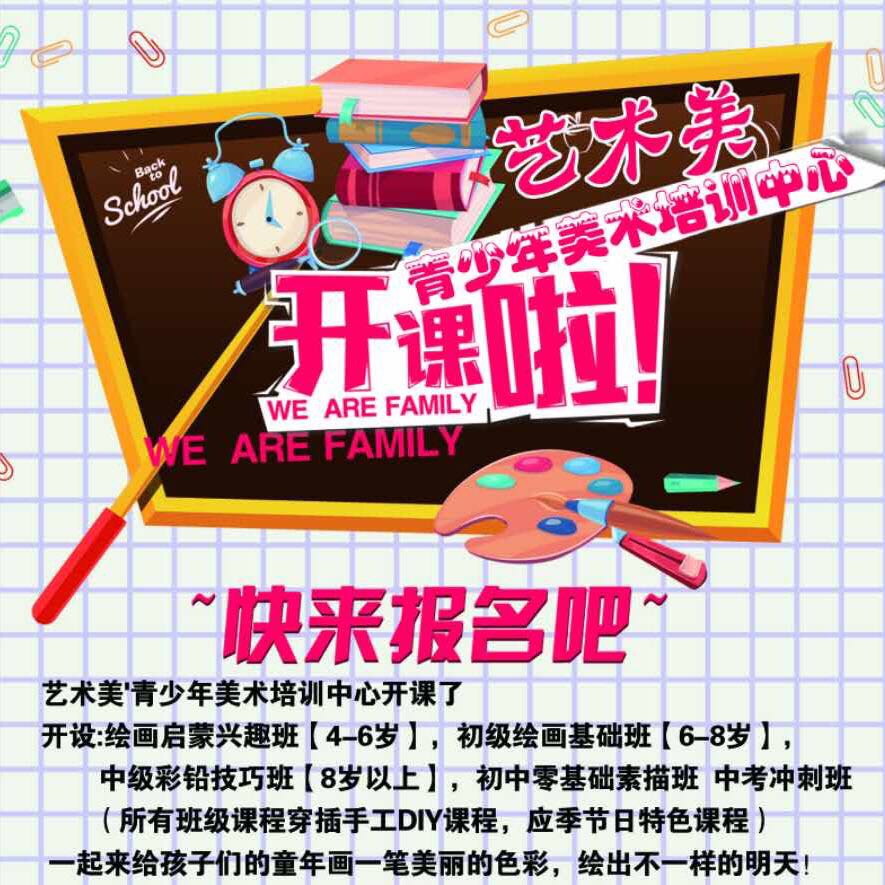 Back
to
School
艺术美
青少年美术培训中心
开课啦!
WE ARE FAMILY
WE ARE FAMILY
~快来报名吧~
艺术美'青少年美术培训中心开课了
开设:绘画启蒙兴趣班【4-6岁】，初级绘画基础班【6-8岁】，
中级彩铅技巧班【8岁以上】，初中零基础素描班 中考冲刺班
（所有班级课程穿插手工DIY课程，应季节日特色课程）
一起来给孩子们的童年画一笔美丽的色彩，绘出不一样的明天！